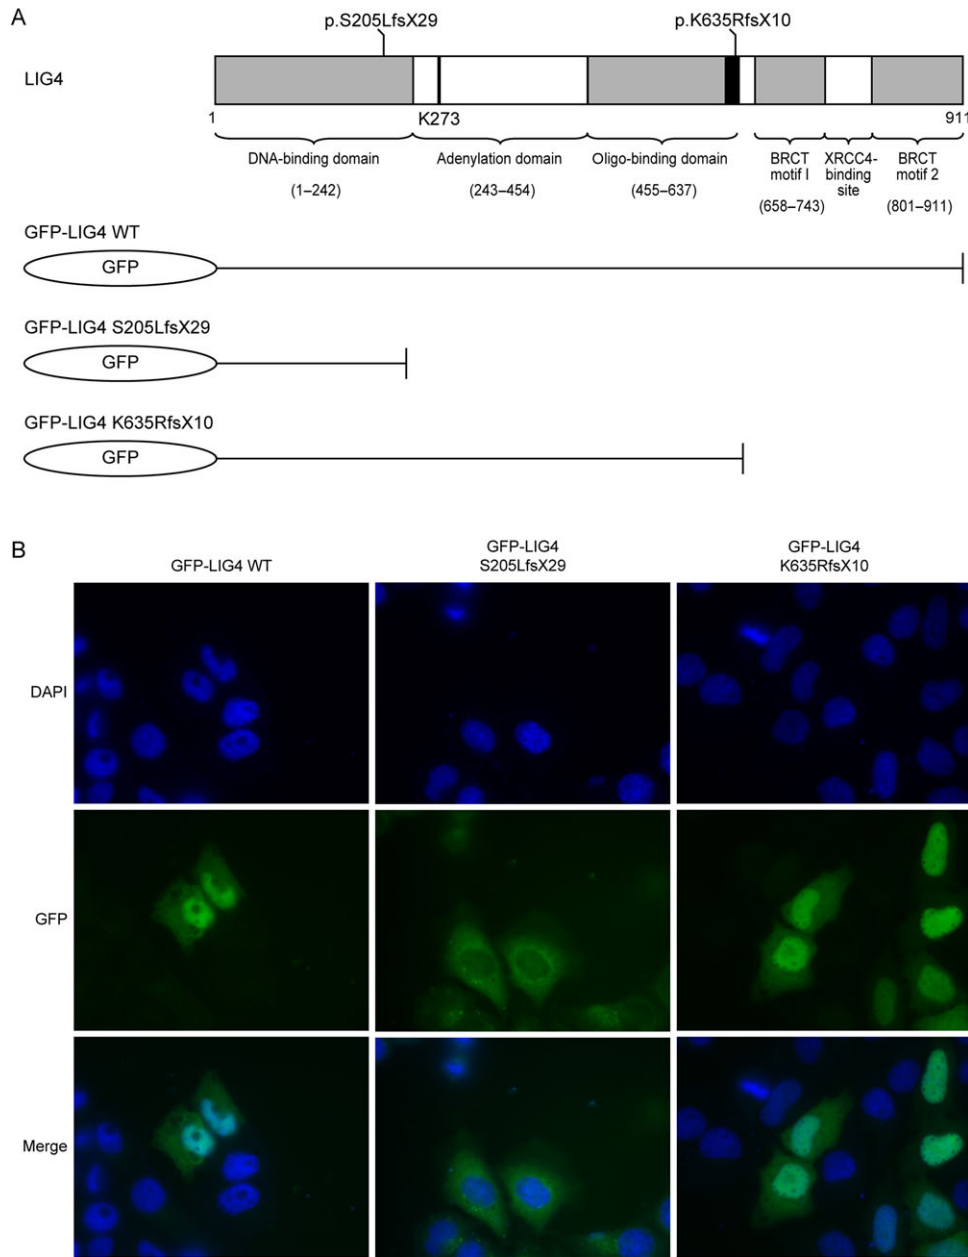 A
p.S205LfsX29
p.K635RfsX10
LIG4
1
K273
911
DNA-binding domain
(1–242)
Adenylation domain
(243–454)
Oligo-binding domain
(455–637)
BRCT
motif I
(658–743)
XRCC4-
binding
site
BRCT
motif 2
(801–911)
GFP-LIG4 WT
GFP
GFP-LIG4 S205LfsX29
GFP
GFP-LIG4 K635RfsX10
GFP
B
GFP-LIG4 WT
GFP-LIG4
S205LfsX29
GFP-LIG4
K635RfsX10
DAPI
GFP
Merge